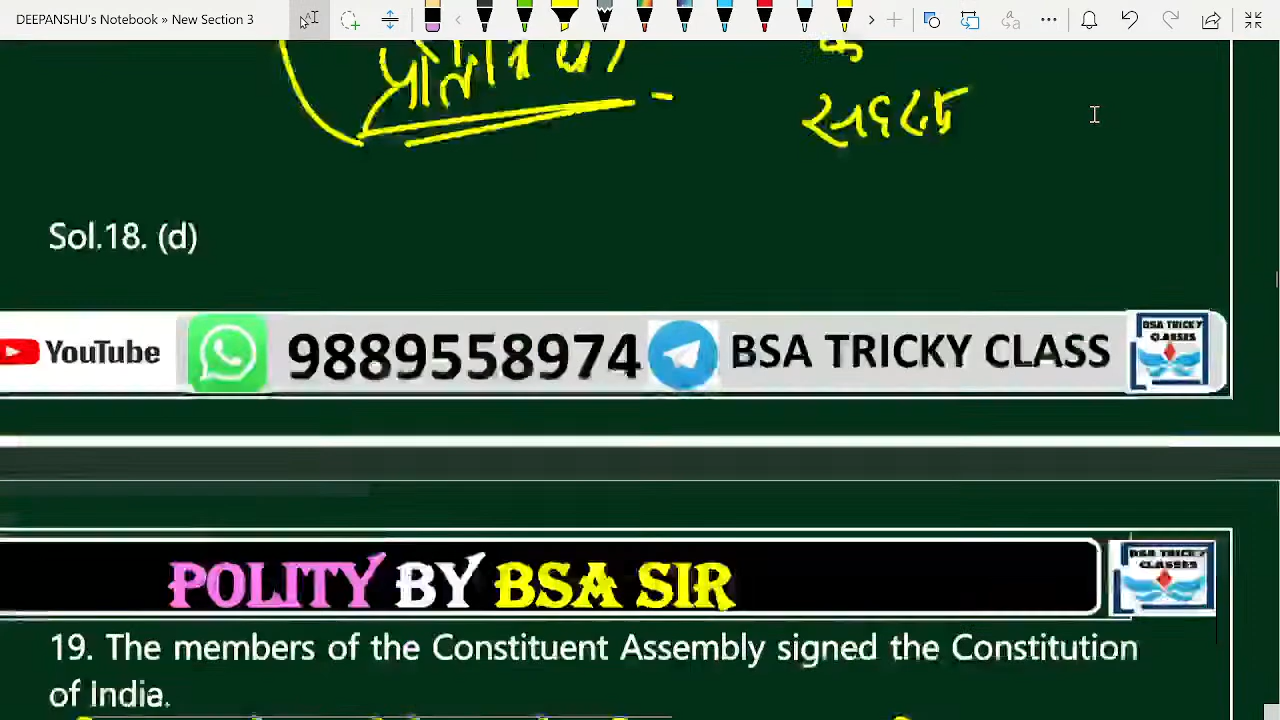 DEEPANSHU's Notebook » New Section 3
सदस्य
Sol.18. (d)
YouTube 9889558974 BSA TRICKY CLASS
BSA TRICKY
CLASSES
POLITY BY BSA SIR
BSA TRICKY
CLASSES
19. The members of the Constituent Assembly signed the Constitution
of India.